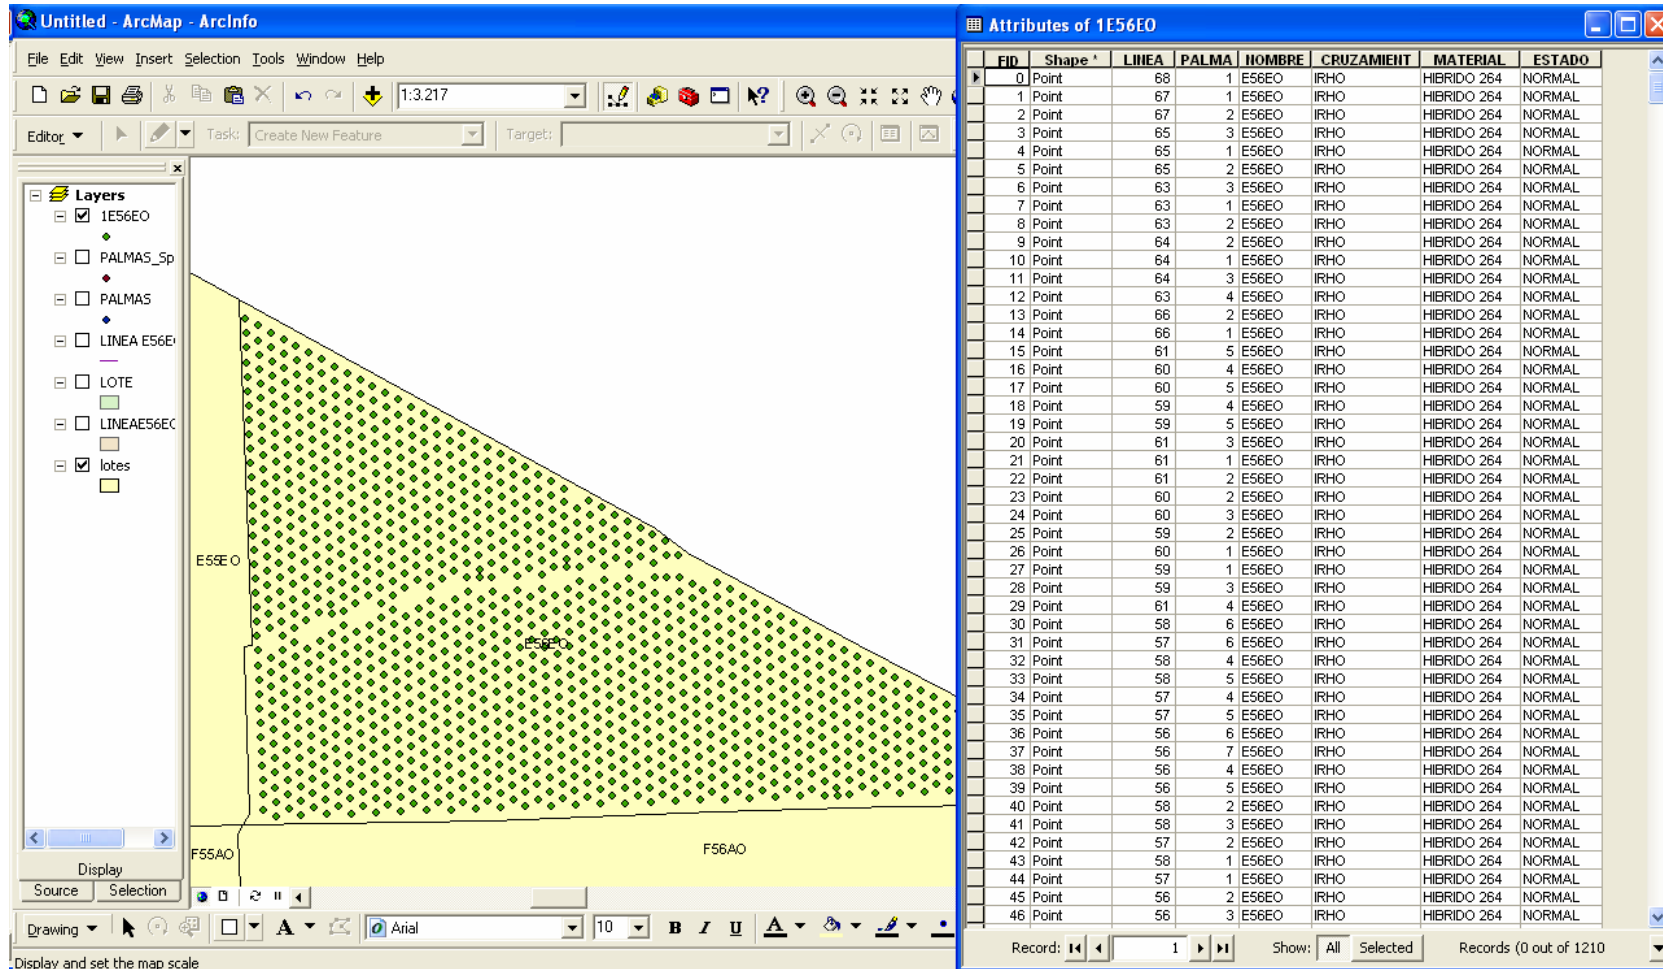 Untitled - ArcMap - ArcInfo
File Edit View Insert Selection Tools Window Help
1:3.217
Editor Task: Create New Feature Target:
Layers
1E56EO
PALMAS_Sp
PALMAS
LINEA E56E
LOTE
LINEAE56EC
lotes
Display
Source Selection
E55EO
E56EO
F55AO
F56AO
Drawing A Arial 10 B I U A
Display and set the map scale
Attributes of 1E56EO
FID Shape * LINEA PALMA NOMBRE CRUZAMIENT MATERIAL ESTADO
0 Point 68 1 E56EO IRHO HIBRIDO 264 NORMAL
1 Point 67 1 E56EO IRHO HIBRIDO 264 NORMAL
2 Point 67 2 E56EO IRHO HIBRIDO 264 NORMAL
3 Point 65 3 E56EO IRHO HIBRIDO 264 NORMAL
4 Point 65 1 E56EO IRHO HIBRIDO 264 NORMAL
5 Point 65 2 E56EO IRHO HIBRIDO 264 NORMAL
6 Point 63 3 E56EO IRHO HIBRIDO 264 NORMAL
7 Point 63 1 E56EO IRHO HIBRIDO 264 NORMAL
8 Point 63 2 E56EO IRHO HIBRIDO 264 NORMAL
9 Point 64 2 E56EO IRHO HIBRIDO 264 NORMAL
10 Point 64 1 E56EO IRHO HIBRIDO 264 NORMAL
11 Point 64 3 E56EO IRHO HIBRIDO 264 NORMAL
12 Point 63 4 E56EO IRHO HIBRIDO 264 NORMAL
13 Point 66 2 E56EO IRHO HIBRIDO 264 NORMAL
14 Point 66 1 E56EO IRHO HIBRIDO 264 NORMAL
15 Point 61 5 E56EO IRHO HIBRIDO 264 NORMAL
16 Point 60 4 E56EO IRHO HIBRIDO 264 NORMAL
17 Point 60 5 E56EO IRHO HIBRIDO 264 NORMAL
18 Point 59 4 E56EO IRHO HIBRIDO 264 NORMAL
19 Point 59 5 E56EO IRHO HIBRIDO 264 NORMAL
20 Point 61 3 E56EO IRHO HIBRIDO 264 NORMAL
21 Point 61 1 E56EO IRHO HIBRIDO 264 NORMAL
22 Point 61 2 E56EO IRHO HIBRIDO 264 NORMAL
23 Point 60 2 E56EO IRHO HIBRIDO 264 NORMAL
24 Point 60 3 E56EO IRHO HIBRIDO 264 NORMAL
25 Point 59 2 E56EO IRHO HIBRIDO 264 NORMAL
26 Point 60 1 E56EO IRHO HIBRIDO 264 NORMAL
27 Point 59 1 E56EO IRHO HIBRIDO 264 NORMAL
28 Point 59 3 E56EO IRHO HIBRIDO 264 NORMAL
29 Point 61 4 E56EO IRHO HIBRIDO 264 NORMAL
30 Point 58 6 E56EO IRHO HIBRIDO 264 NORMAL
31 Point 57 6 E56EO IRHO HIBRIDO 264 NORMAL
32 Point 58 4 E56EO IRHO HIBRIDO 264 NORMAL
33 Point 58 5 E56EO IRHO HIBRIDO 264 NORMAL
34 Point 57 4 E56EO IRHO HIBRIDO 264 NORMAL
35 Point 57 5 E56EO IRHO HIBRIDO 264 NORMAL
36 Point 56 6 E56EO IRHO HIBRIDO 264 NORMAL
37 Point 56 7 E56EO IRHO HIBRIDO 264 NORMAL
38 Point 56 4 E56EO IRHO HIBRIDO 264 NORMAL
39 Point 56 5 E56EO IRHO HIBRIDO 264 NORMAL
40 Point 58 2 E56EO IRHO HIBRIDO 264 NORMAL
41 Point 58 3 E56EO IRHO HIBRIDO 264 NORMAL
42 Point 57 2 E56EO IRHO HIBRIDO 264 NORMAL
43 Point 58 1 E56EO IRHO HIBRIDO 264 NORMAL
44 Point 57 1 E56EO IRHO HIBRIDO 264 NORMAL
45 Point 56 2 E56EO IRHO HIBRIDO 264 NORMAL
46 Point 56 3 E56EO IRHO HIBRIDO 264 NORMAL
Record: 1 Show: All Selected Records (0 out of 1210